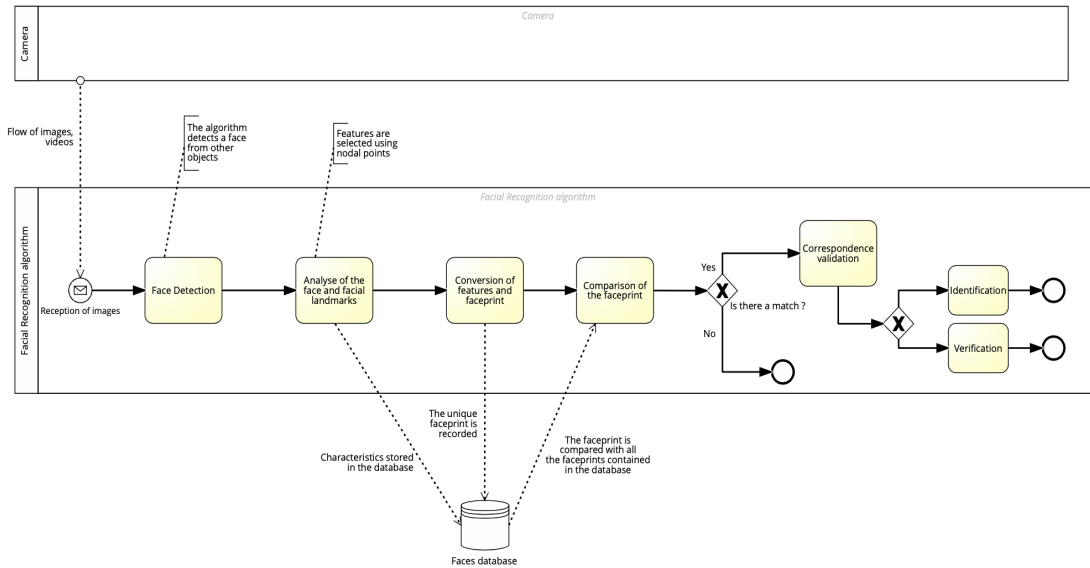 Camera
Camera
Flow of images,
videos
The algorithm
detects a face
from other
objects
Features are
selected using
nodal points
Facial Recognition algorithm
Facial Recognition algorithm
Reception of images
Face Detection
Analyse of the
face and facial
landmarks
Conversion of
features and
faceprint
Comparison of
the faceprint
Yes
X
Is there a match ?
No
Correspondence
validation
X
Identification
Verification
The unique
faceprint is
recorded
Characteristics stored
in the database
The faceprint is
compared with all
the faceprints contained
in the database
Faces database